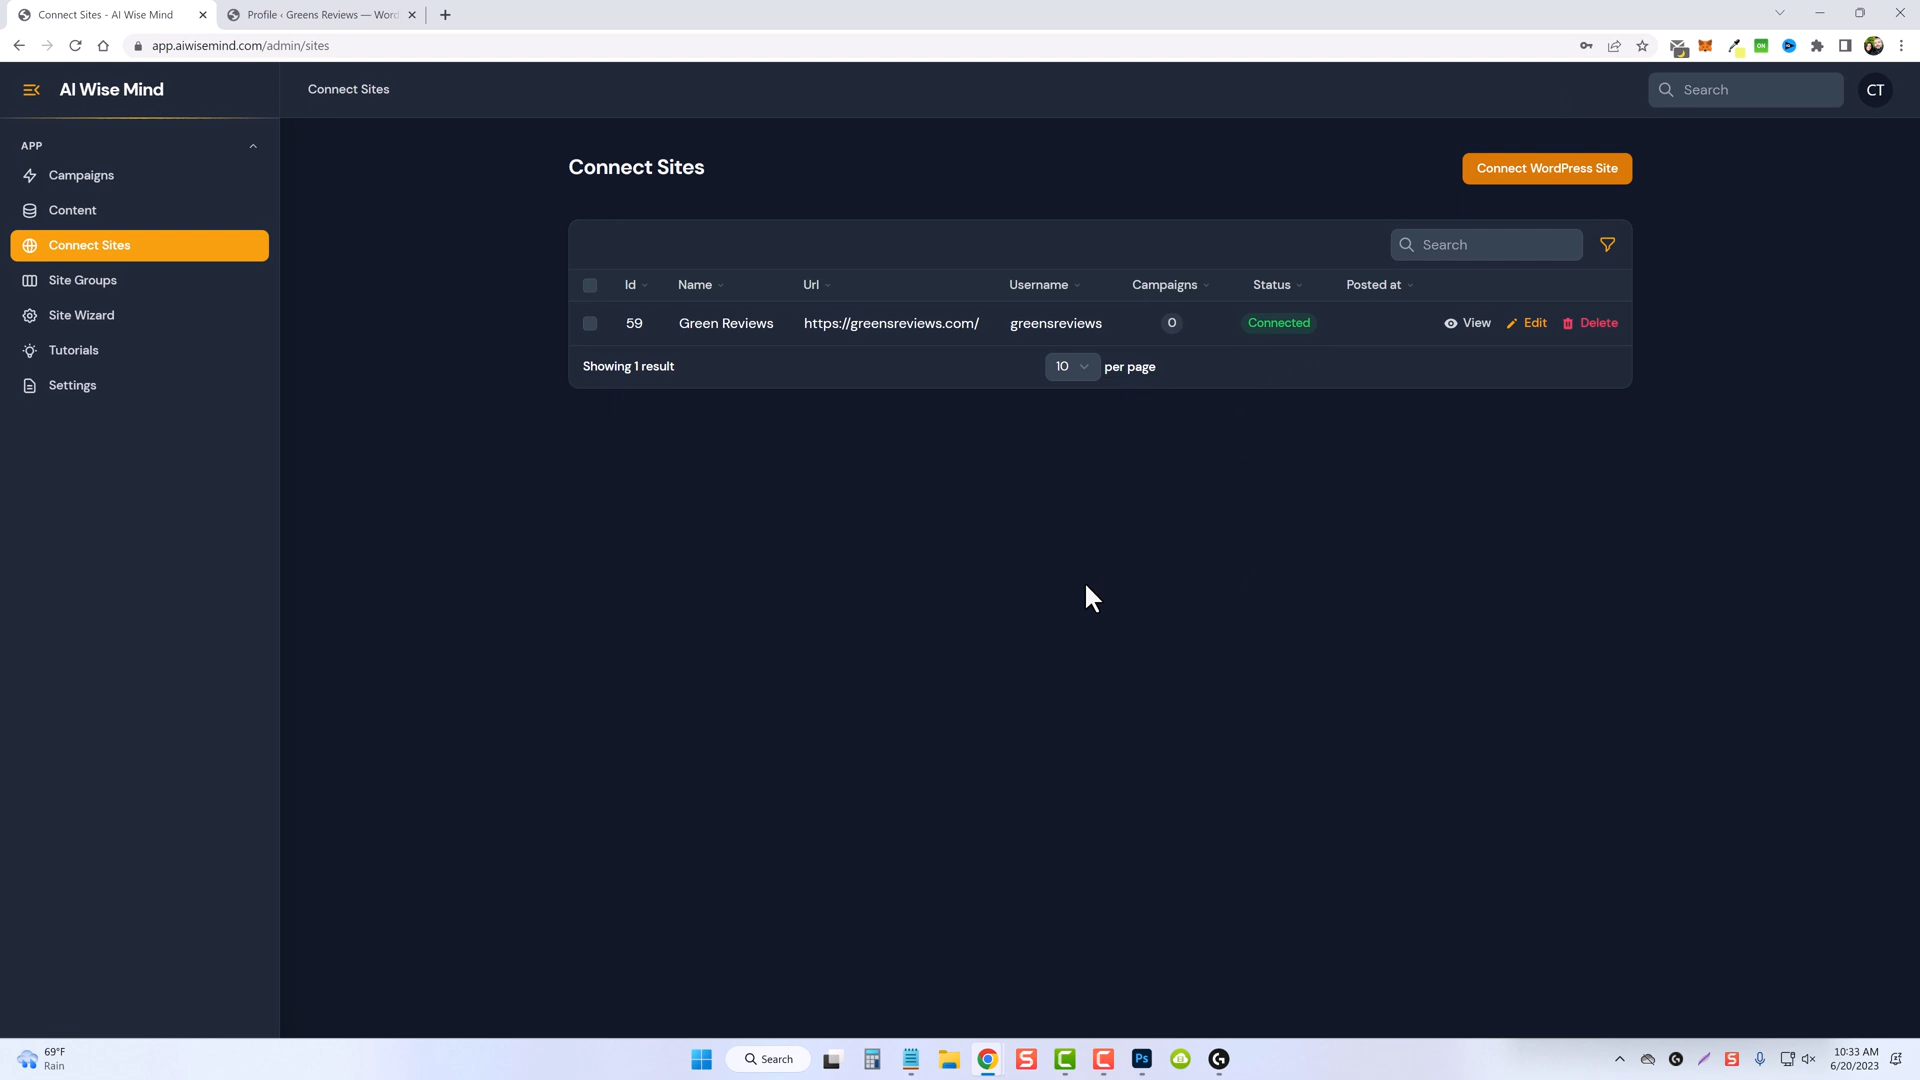 Connect Sites - AI Wise Mind
Profile ‹ Greens Reviews — Word
app.aiwisemind.com/admin/sites
AI Wise Mind
Connect Sites
Search
CT
APP
Campaigns
Content
Connect Sites
Site Groups
Site Wizard
Tutorials
Settings
Connect Sites
Connect WordPress Site
Search
Id Name Url Username Campaigns Status Posted at
59 Green Reviews https://greensreviews.com/ greensreviews 0 Connected View Edit Delete
Showing 1 result 10 per page
69°F
Rain
Search
Ps
10:33 AM
6/20/2023